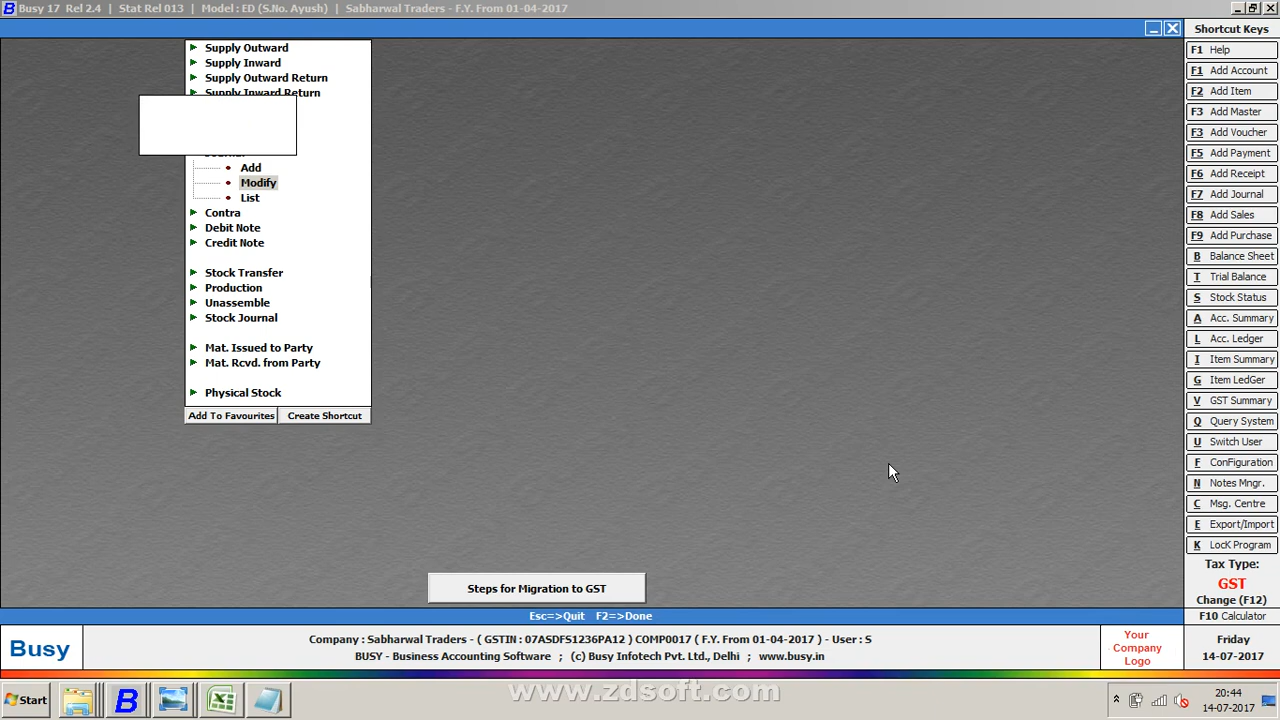 Busy 17 Rel 2.4 | Stat Rel 013 | Model : ED (S.No. Ayush) | Sabharwal Traders - F.Y. From 01-04-2017
Supply Outward
Supply Inward
Supply Outward Return
Supply Inward Return
Add
Modify
List
Contra
Debit Note
Credit Note
Stock Transfer
Production
Unassemble
Stock Journal
Mat. Issued to Party
Mat. Rcvd. from Party
Physical Stock
Add To Favourites
Create Shortcut
Steps for Migration to GST
Esc=>Quit F2=>Done
Shortcut Keys
F1 Help
F1 Add Account
F2 Add Item
F3 Add Master
F3 Add Voucher
F5 Add Payment
F6 Add Receipt
F7 Add Journal
F8 Add Sales
F9 Add Purchase
B Balance Sheet
T Trial Balance
S Stock Status
A Acc. Summary
L Acc. Ledger
I Item Summary
G Item LedGer
V GST Summary
Q Query System
U Switch User
F ConFiguration
N Notes Mngr.
C Msg. Centre
E Export/Import
K LocK Program
Tax Type:
GST
Change (F12)
F10 Calculator
Busy
Company : Sabharwal Traders - ( GSTIN : 07ASDFS1236PA12 ) COMP0017 ( F.Y. From 01-04-2017 ) - User : S
BUSY - Business Accounting Software ; (c) Busy Infotech Pvt. Ltd., Delhi ; www.busy.in
Your
Company
Logo
Friday
14-07-2017
Start
www.zdsoft.com
20:44
14-07-2017